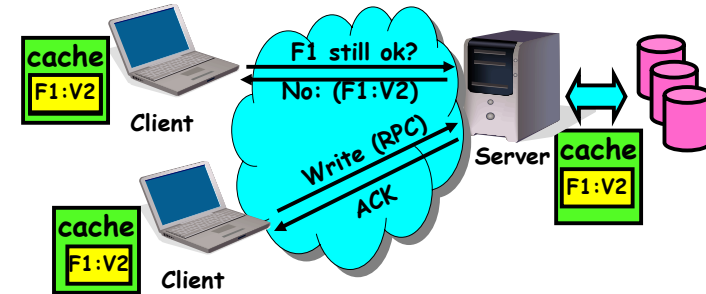 cache
F1:V2
Client
F1 still ok?
No: (F1:V2)
Write (RPC)
ACK
Server
cache
F1:V2
cache
F1:V2
Client